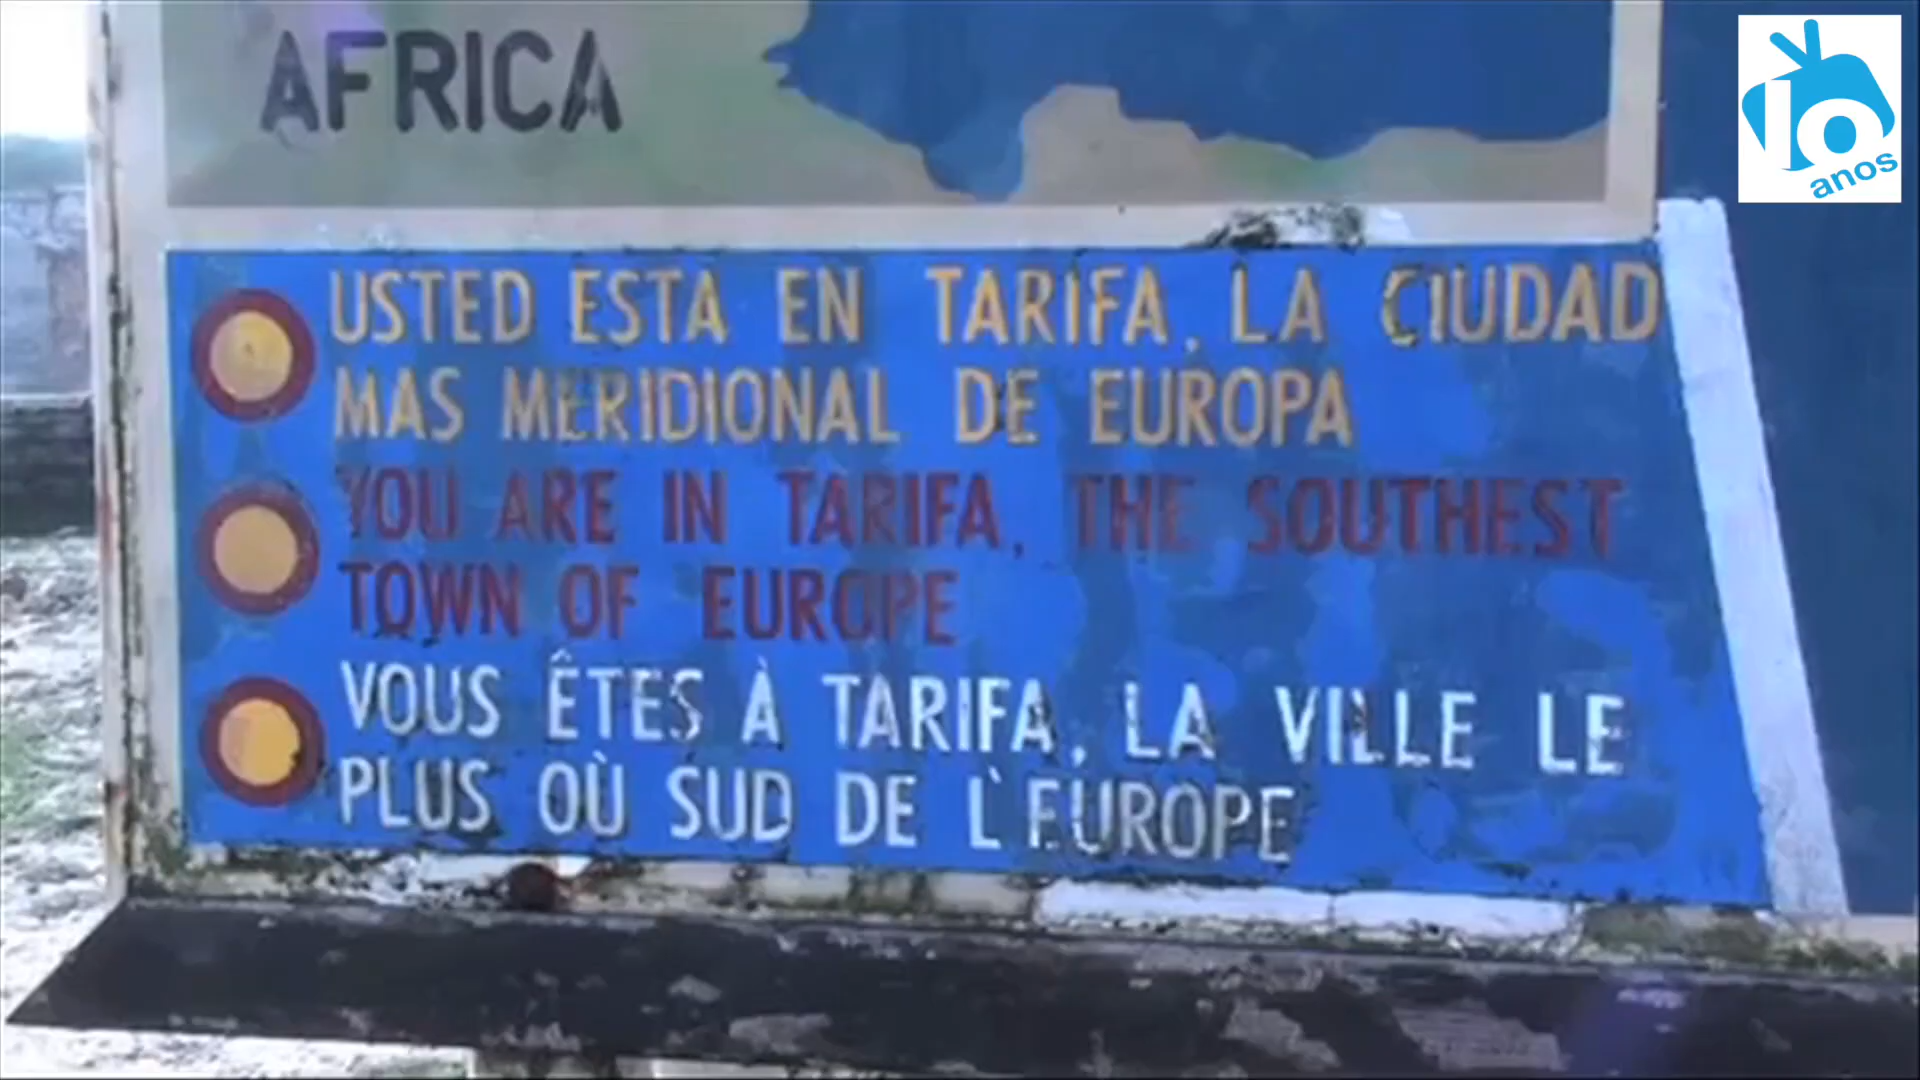 AFRICA
10
anos
USTED ESTA EN TARIFA, LA CIUDAD
MAS MERIDIONAL DE EUROPA
YOU ARE IN TARIFA, THE SOUTHEST
TOWN OF EUROPE
VOUS ÊTES À TARIFA, LA VILLE LE
PLUS OÙ SUD DE L`EUROPE